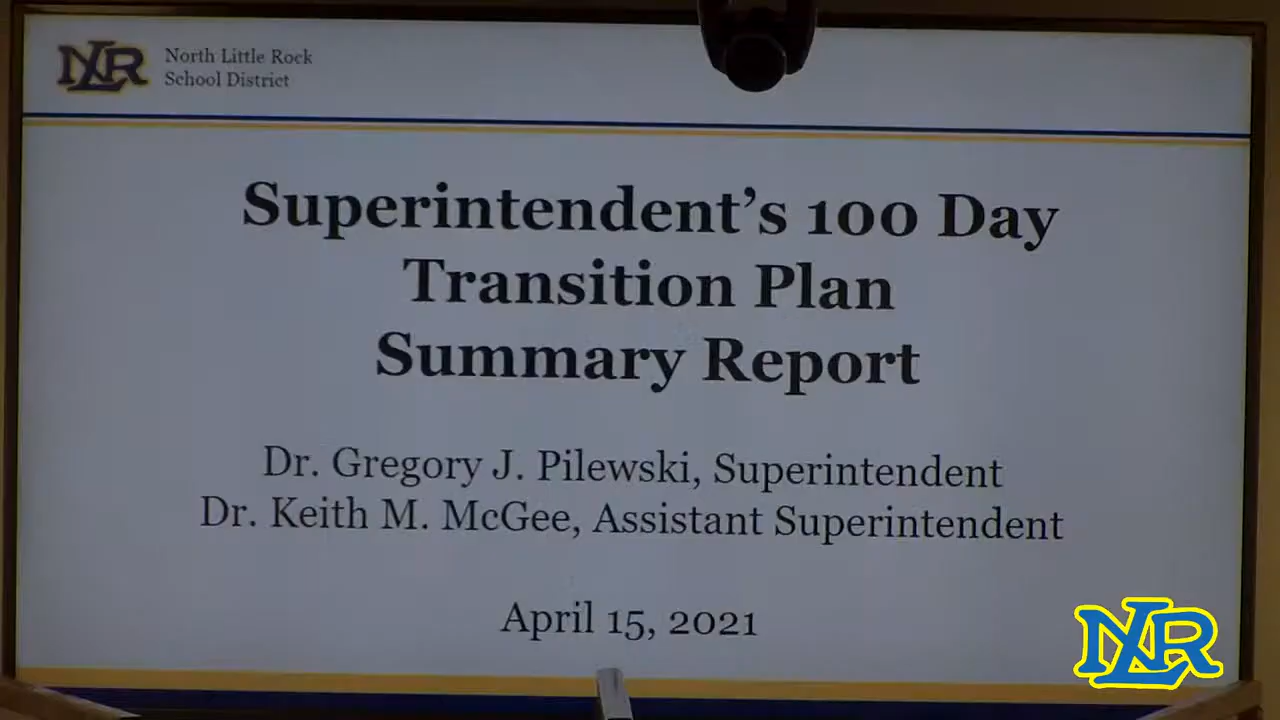 NLR
North Little Rock
School District
Superintendent's 100 Day
Transition Plan
Summary Report
Dr. Gregory J. Pilewski, Superintendent
Dr. Keith M. McGee, Assistant Superintendent
April 15, 2021
NLR